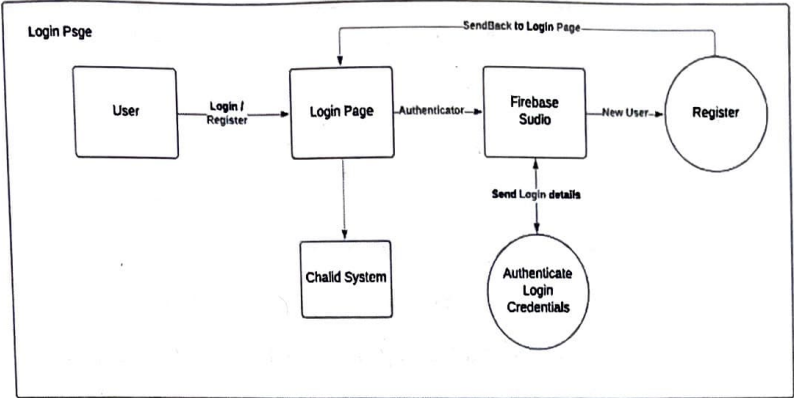 Login Psge
SendBack to Login Page
User
Login /
Register
Login Page
Authenticator
Firebase
Sudio
New User
Register
Send Login details
Chalid System
Authenticate
Login
Credentials